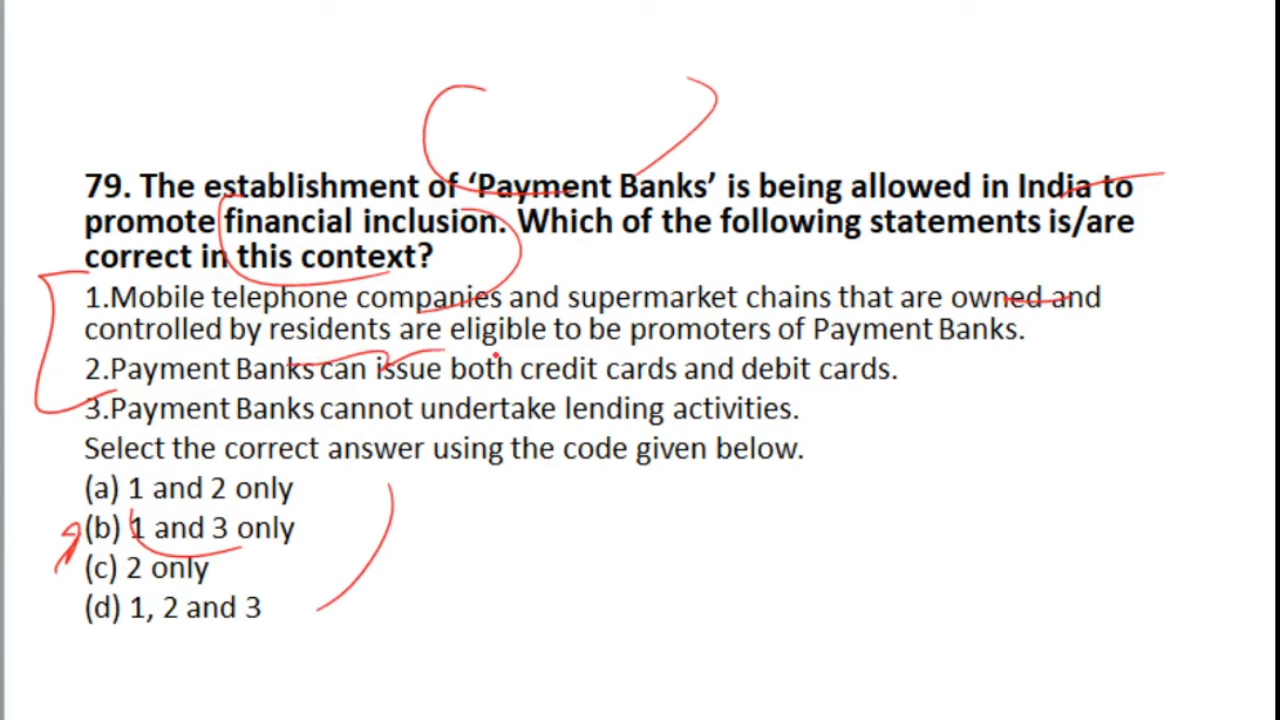 79. The establishment of ‘Payment Banks’ is being allowed in India to
promote financial inclusion. Which of the following statements is/are
correct in this context?
1.Mobile telephone companies and supermarket chains that are owned and
controlled by residents are eligible to be promoters of Payment Banks.
2.Payment Banks can issue both credit cards and debit cards.
3.Payment Banks cannot undertake lending activities.
Select the correct answer using the code given below.
(a) 1 and 2 only
(b) 1 and 3 only
(c) 2 only
(d) 1, 2 and 3